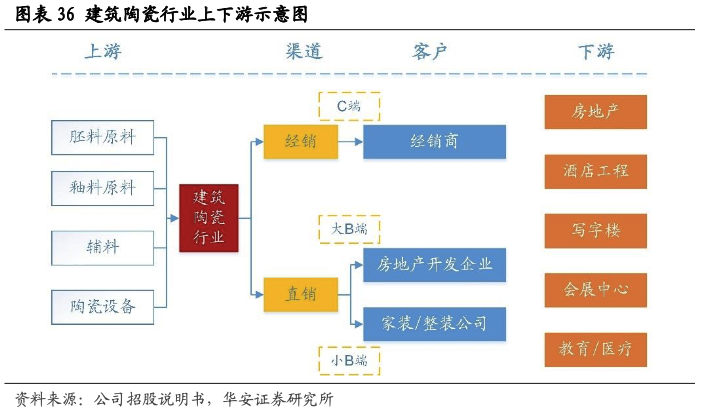 图表 36 建筑陶瓷行业上下游示意图
上游 渠道 客户 下游
C端
胚料原料
釉料原料
辅料
陶瓷设备
建筑
陶瓷
行业
经销
经销商
大B端
直销
房地产开发企业
家装/整装公司
小B端
房地产
酒店工程
写字楼
会展中心
教育/医疗
资料来源：公司招股说明书，华安证券研究所